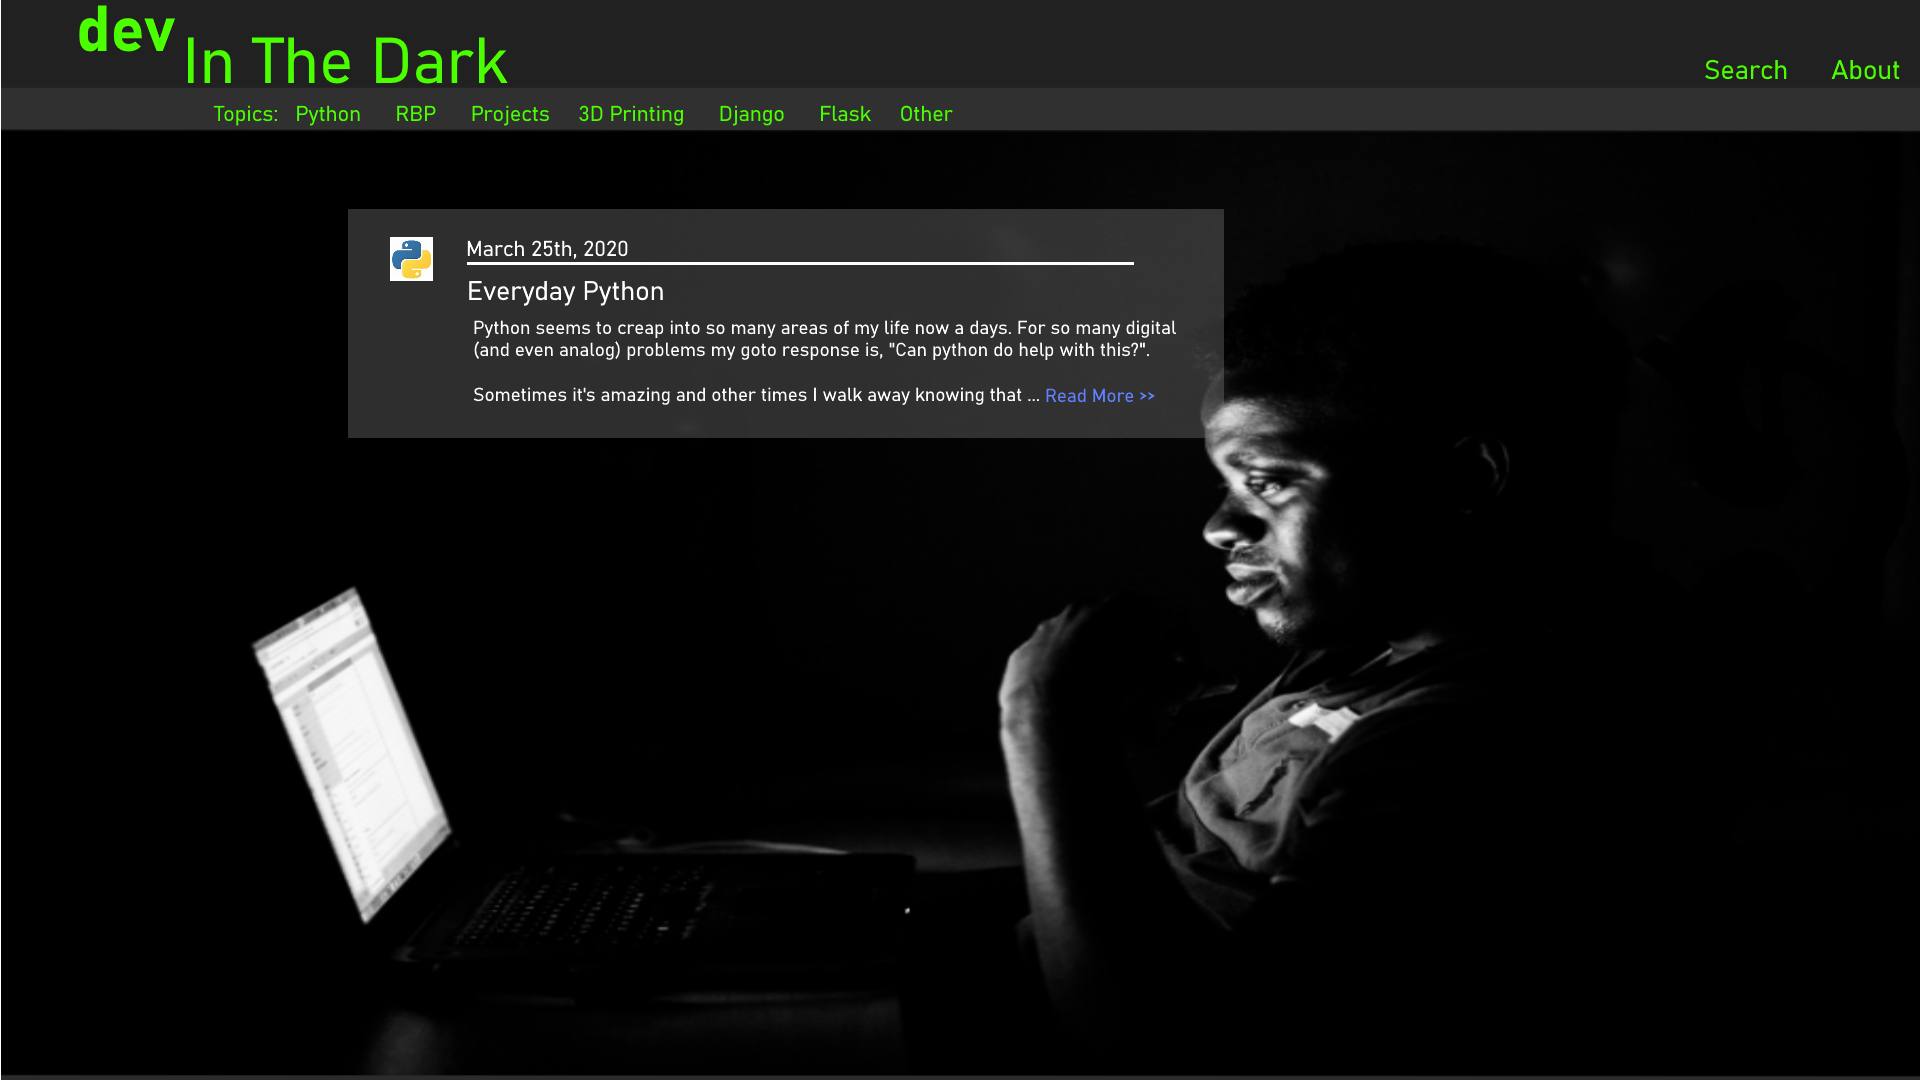 dev
In The Dark
Search About
Topics: Python RBP Projects 3D Printing Django Flask Other
March 25th, 2020
Everyday Python
Python seems to creap into so many areas of my life now a days. For so many digital
(and even analog) problems my goto response is, "Can python do help with this?".
Sometimes it's amazing and other times I walk away knowing that ... Read More >>